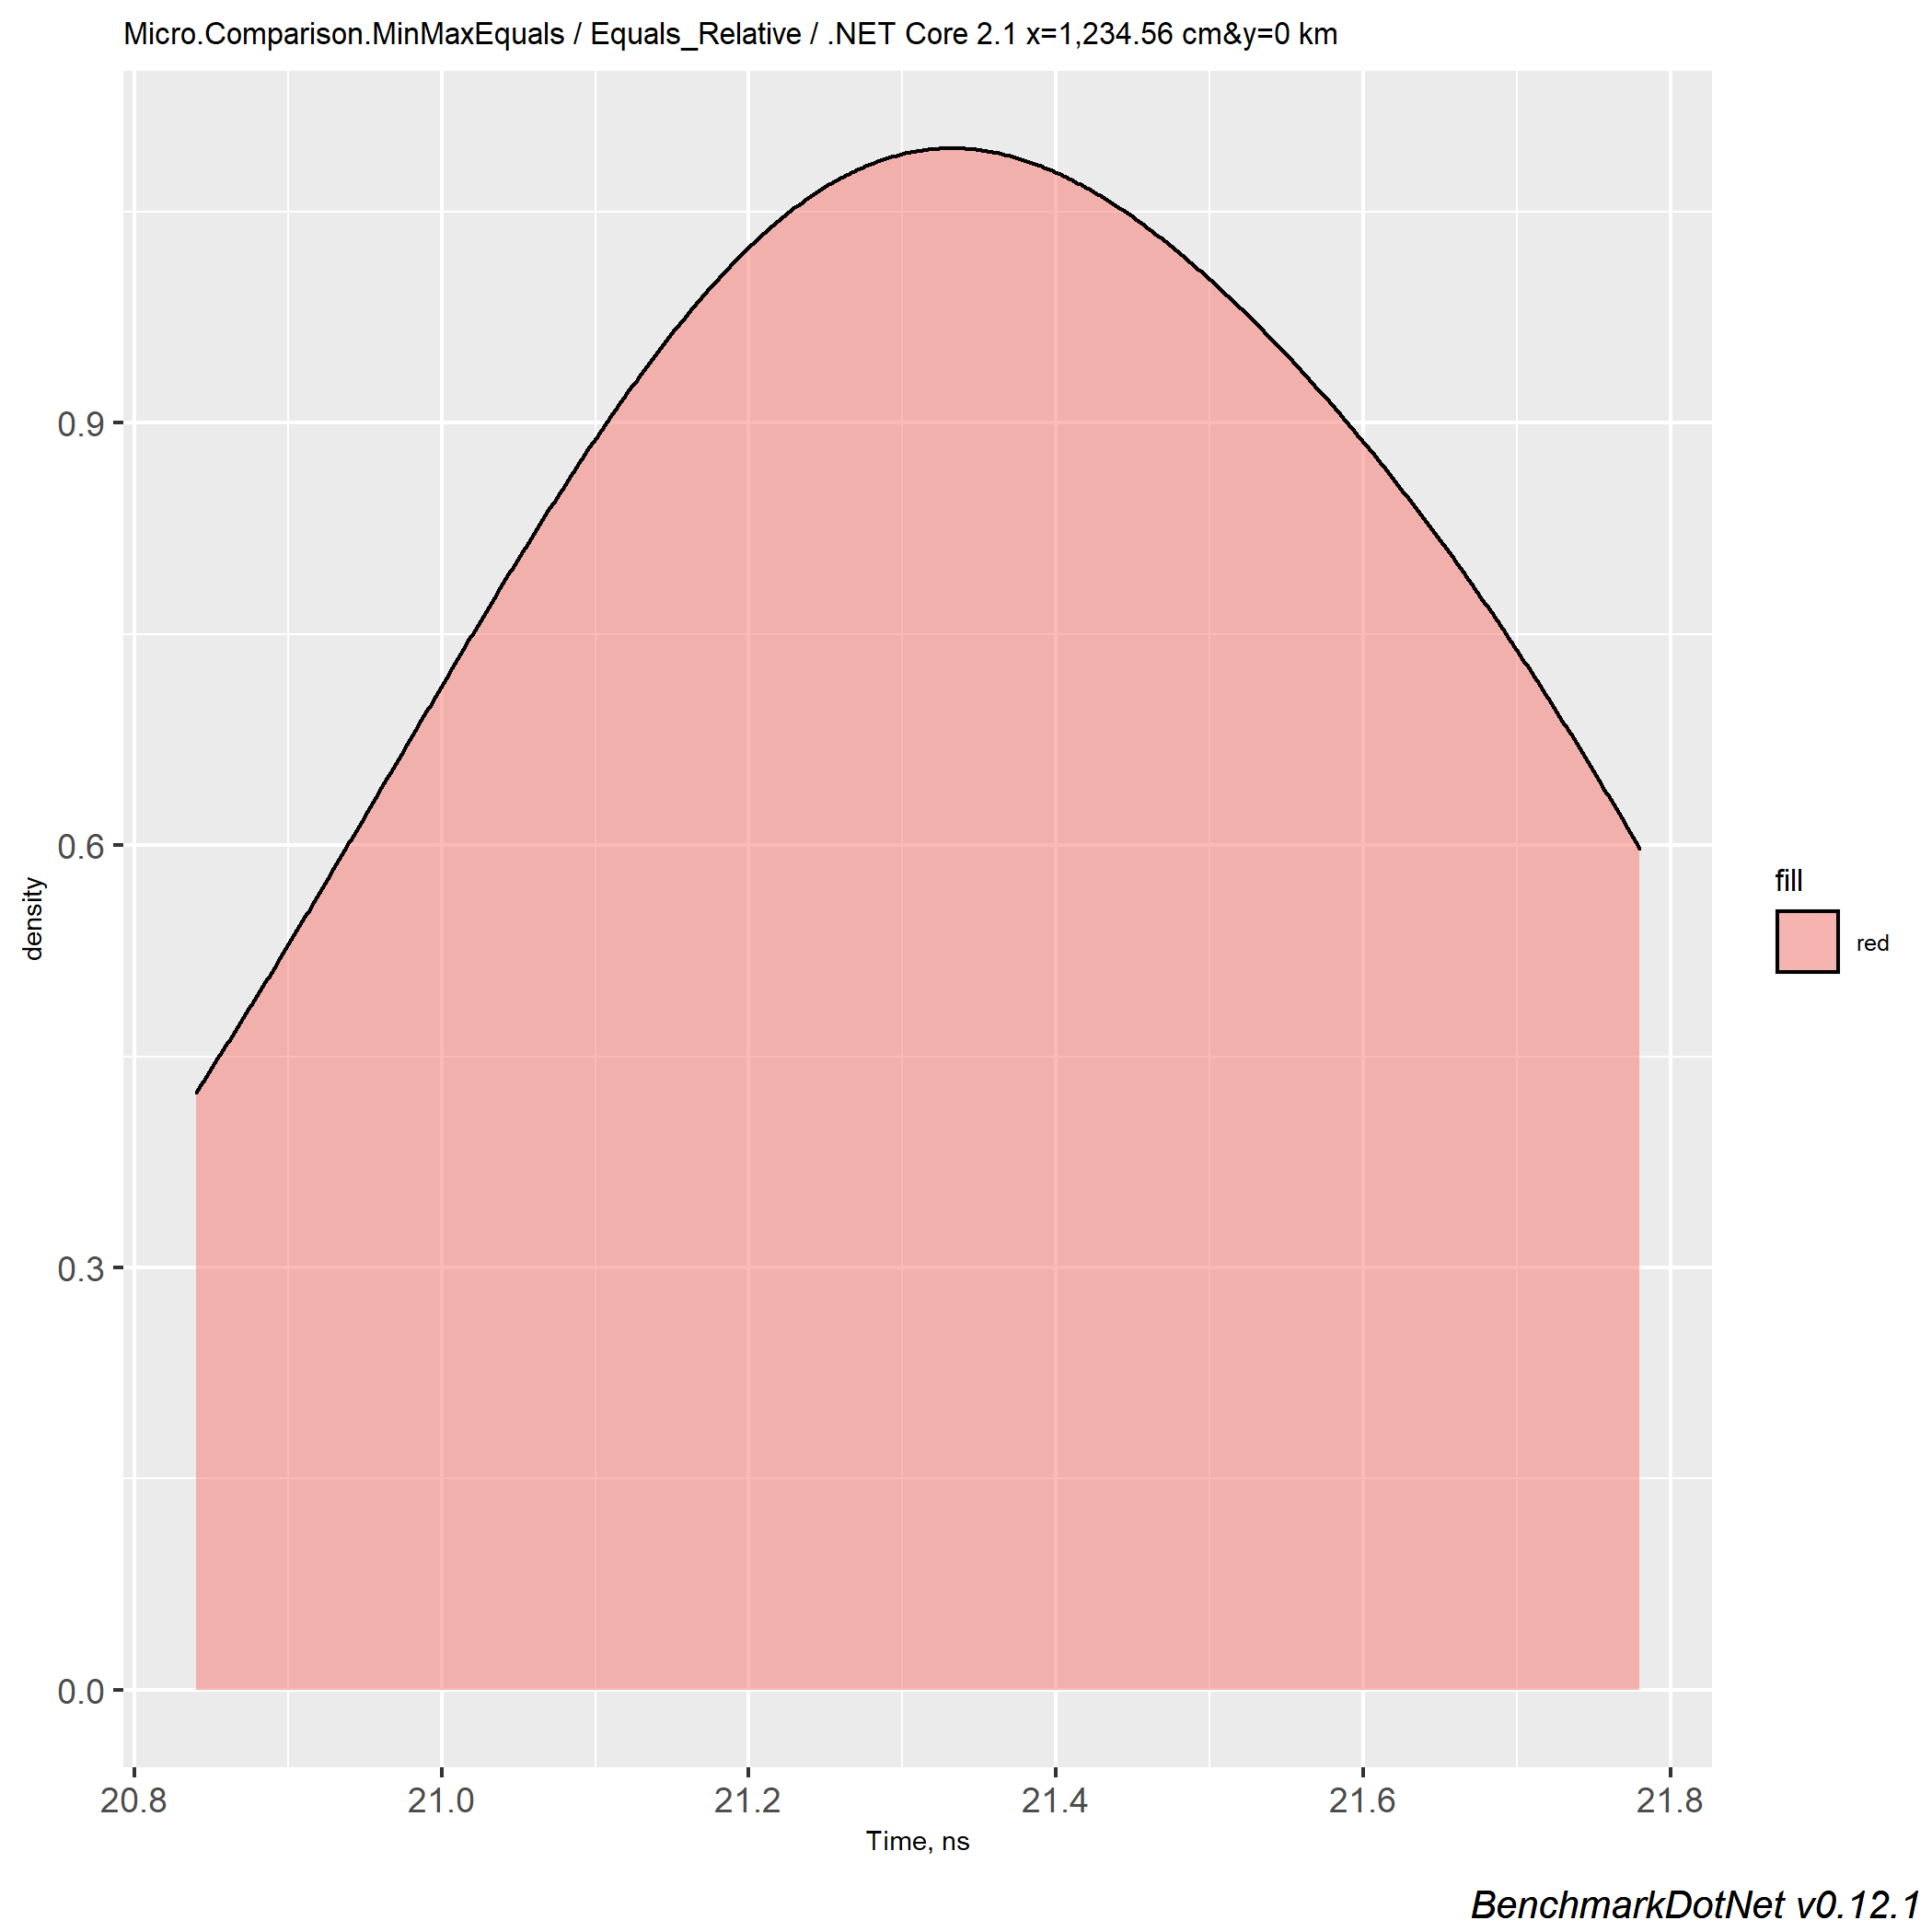 Micro.Comparison.MinMaxEquals / Equals_Relative / .NET Core 2.1 x=1,234.56 cm&y=0 km
0.9
0.6
0.3
0.0
density
20.8 21.0 21.2 21.4 21.6 21.8
Time, ns
fill
red
BenchmarkDotNet v0.12.1